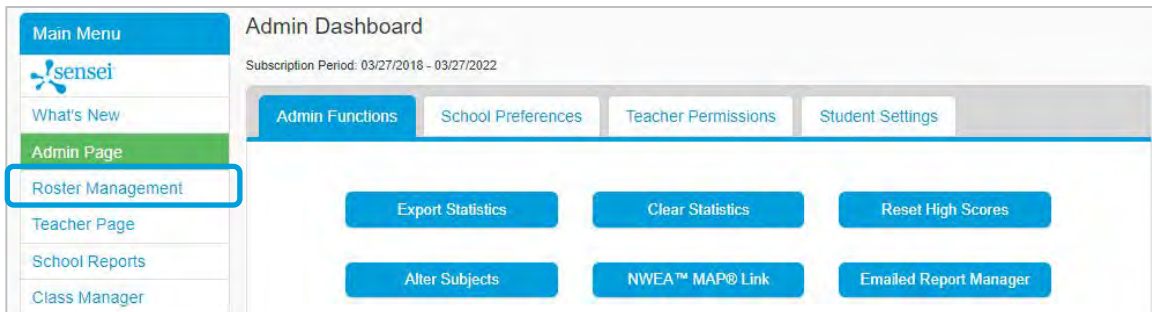 Main Menu
sensei
What's New
Admin Page
Roster Management
Teacher Page
School Reports
Class Manager
Admin Dashboard
Subscription Period: 03/27/2018 - 03/27/2022
Admin Functions School Preferences Teacher Permissions Student Settings
Export Statistics Clear Statistics Reset High Scores
Alter Subjects NWEA™ MAP® Link Emailed Report Manager